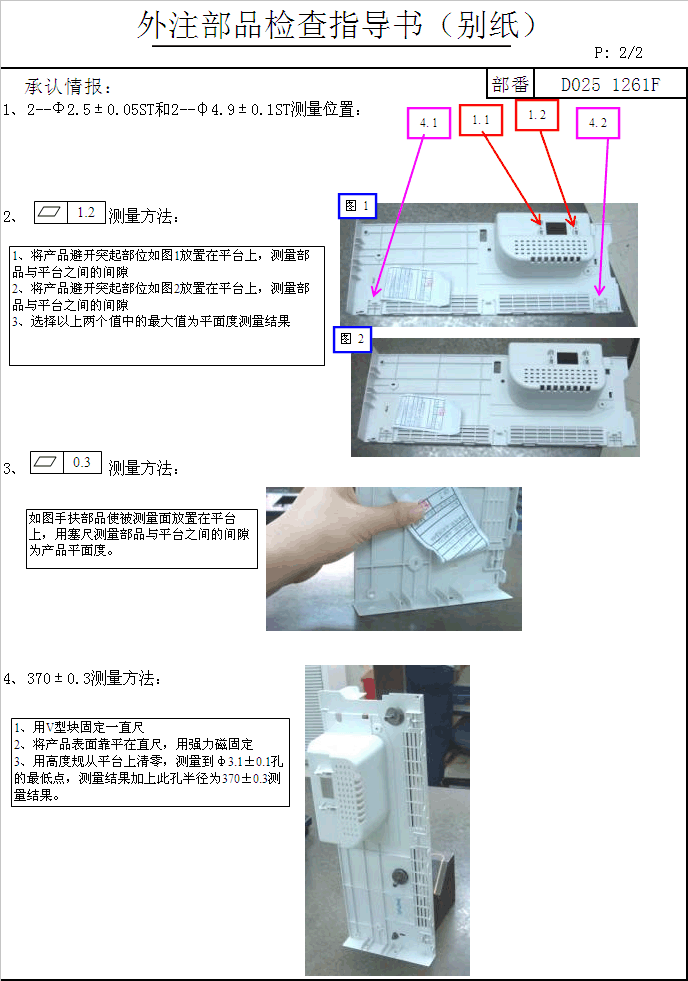 外注部品检查指导书（别纸）
P: 2/2
承认情报：
部番
D025 1261F
1、2--Φ2.5±0.05ST和2--φ4.9±0.1ST测量位置：
4.1
1.1
1.2
4.2
2、
1.2
测量方法：
图 1
1、将产品避开突起部位如图1放置在平台上，测量部
品与平台之间的间隙
2、将产品避开突起部位如图2放置在平台上，测量部
品与平台之间的间隙
3、选择以上两个值中的最大值为平面度测量结果
图 2
3、
0.3
测量方法：
如图手扶部品使被测量面放置在平台
上，用塞尺测量部品与平台之间的间隙
为产品平面度。
4、370±0.3测量方法：
1、用V型块固定一直尺
2、将产品表面靠平在直尺，用强力磁固定
3、用高度规从平台上清零，测量到φ3.1±0.1孔
的最低点，测量结果加上此孔半径为370±0.3测
量结果。